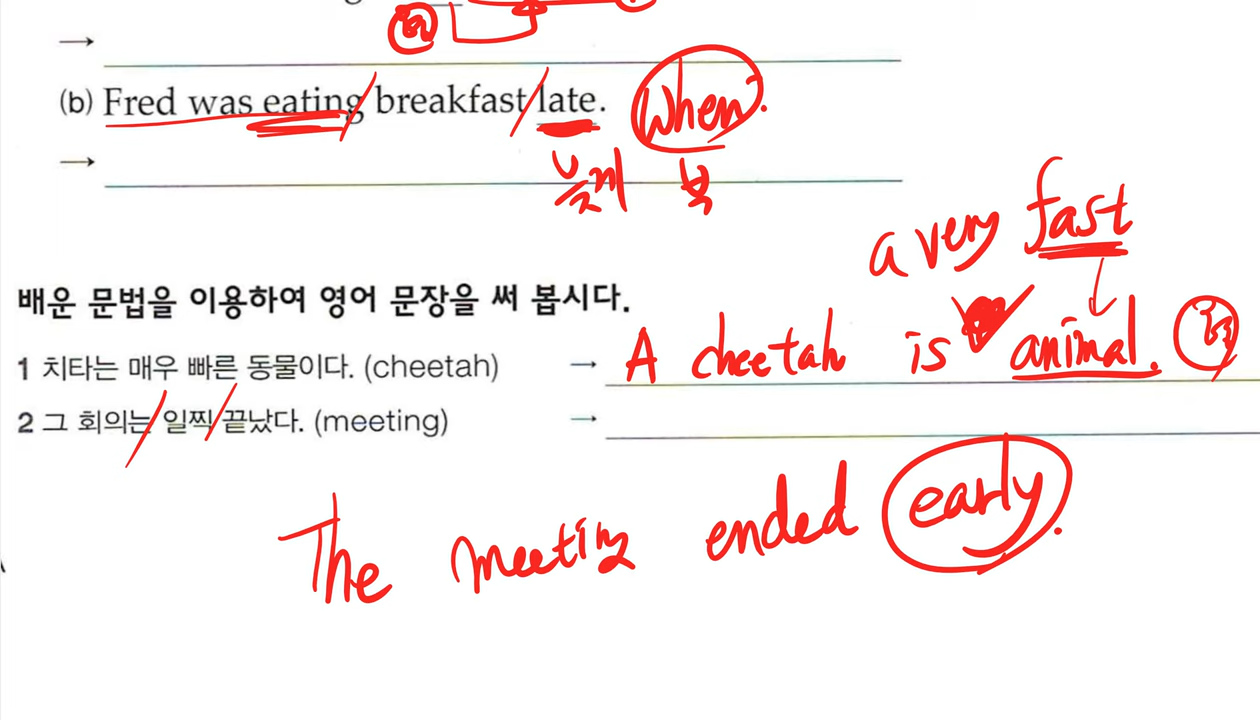 →
(b) Fred was eating breakfast late. When?
→ 늦게 부
a very fast
배운 문법을 이용하여 영어 문장을 써 봅시다.
1 치타는 매우 빠른 동물이다. (cheetah) → A cheetah is animal. 형
2 그 회의는 일찍 끝났다. (meeting) →
The meeting ended early.